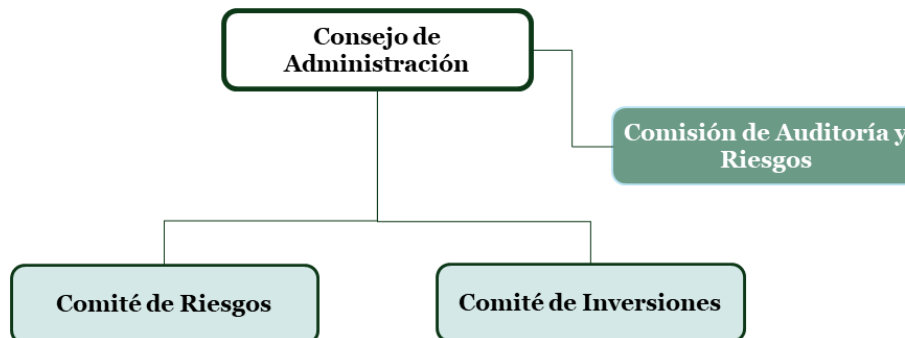 Consejo de
Administración
Comisión de Auditoría y
Riesgos
Comité de Riesgos
Comité de Inversiones